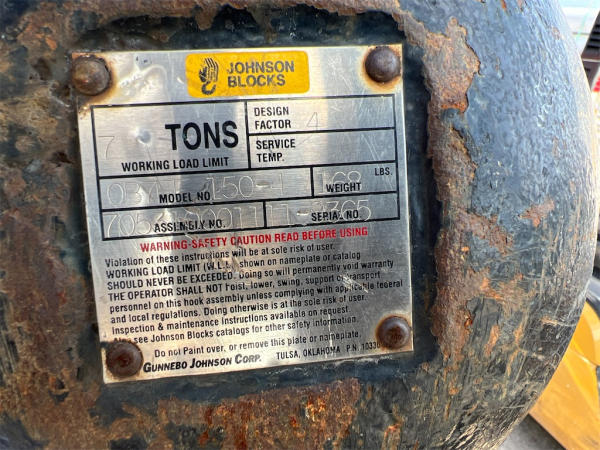 JOHNSON
BLOCKS
7 TONS
WORKING LOAD LIMIT
DESIGN
FACTOR 4
SERVICE
TEMP.
MODEL NO
168 LBS.
WEIGHT
ASSEMBLY NO.
SERIAL NO.
WARNING-SAFETY CAUTION READ BEFORE USING
Violation of these instructions will be at sole risk of user.
WORKING LOAD LIMIT (W.L.L.) shown on nameplate or catalog
SHOULD NEVER BE EXCEEDED. Doing so will permanently void warranty
THE OPERATOR SHALL NOT hoist, lower, swing, support or transport
personnel on this hook assembly unless complying with applicable federal
and local regulations. Doing otherwise is at the sole risk of user.
Inspection & maintenance instructions available on request.
see Johnson Blocks catalogs for other safety information.
Do not Paint over, or remove this plate or nameplate.
GUNNEBO JOHNSON CORP. TULSA, OKLAHOMA P.N. 10330